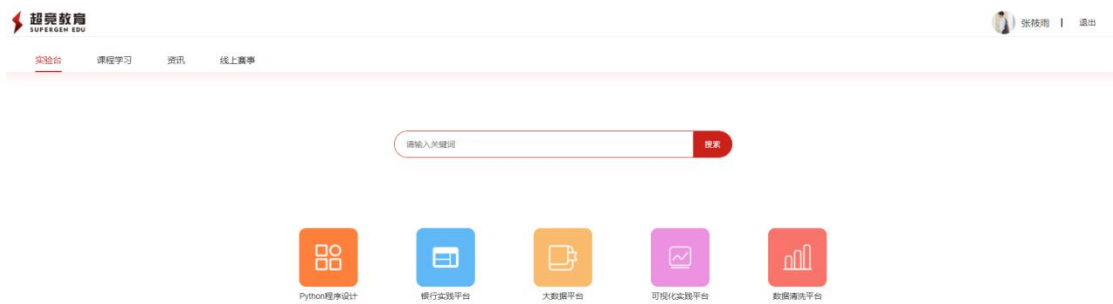 超亮教育
SUPERGEN EDU
张筱雨 | 退出
实验台 课程学习 资讯 线上赛事
请输入关键词 搜索
Python程序设计 银行实践平台 大数据平台 可视化实践平台 数据清洗平台